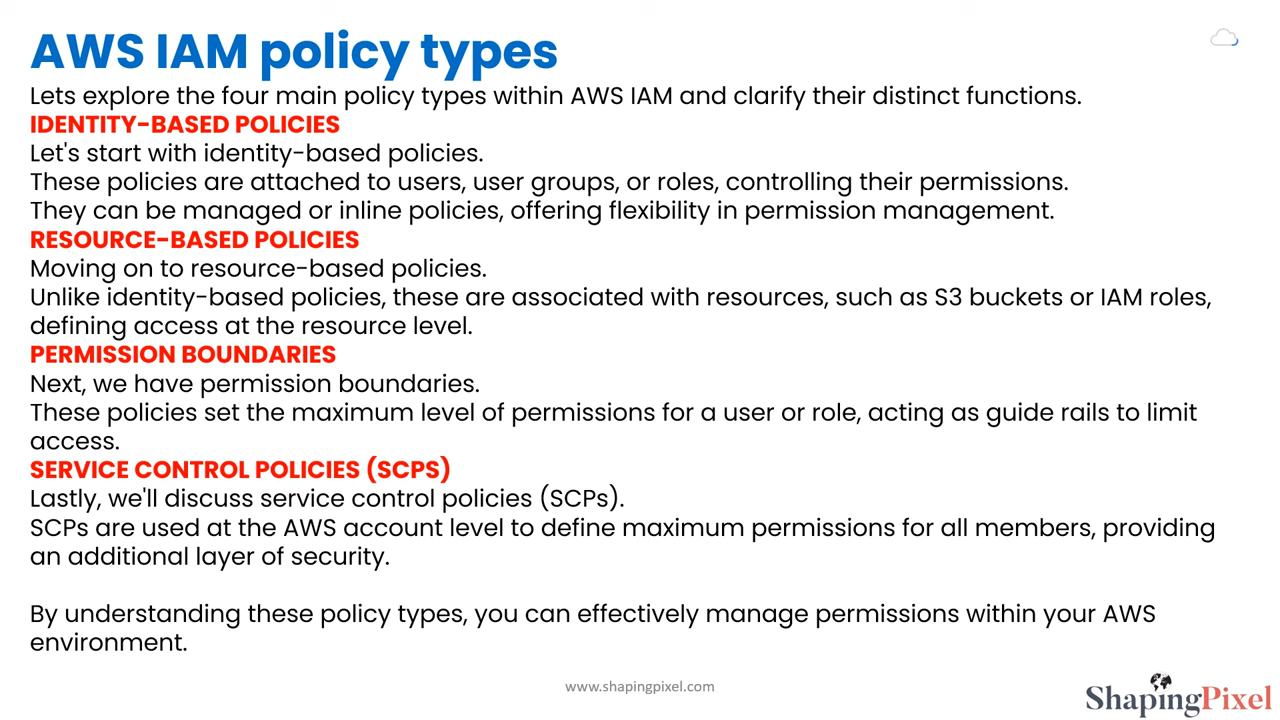 AWS IAM policy types
Lets explore the four main policy types within AWS IAM and clarify their distinct functions.
IDENTITY-BASED POLICIES
Let's start with identity-based policies.
These policies are attached to users, user groups, or roles, controlling their permissions.
They can be managed or inline policies, offering flexibility in permission management.
RESOURCE-BASED POLICIES
Moving on to resource-based policies.
Unlike identity-based policies, these are associated with resources, such as S3 buckets or IAM roles,
defining access at the resource level.
PERMISSION BOUNDARIES
Next, we have permission boundaries.
These policies set the maximum level of permissions for a user or role, acting as guide rails to limit
access.
SERVICE CONTROL POLICIES (SCPS)
Lastly, we'll discuss service control policies (SCPs).
SCPs are used at the AWS account level to define maximum permissions for all members, providing
an additional layer of security.
By understanding these policy types, you can effectively manage permissions within your AWS
environment.
www.shapingpixel.com
ShapingPixel